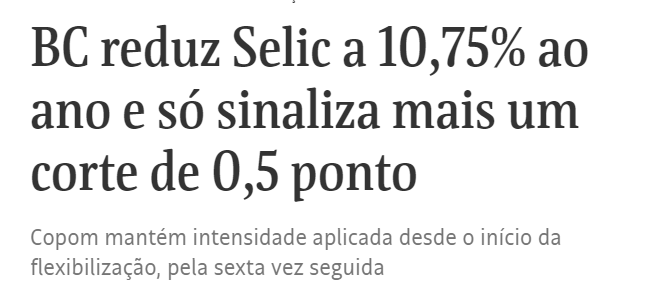 BC reduz Selic a 10,75% ao
ano e só sinaliza mais um
corte de 0,5 ponto
Copom mantém intensidade aplicada desde o início da
flexibilização, pela sexta vez seguida